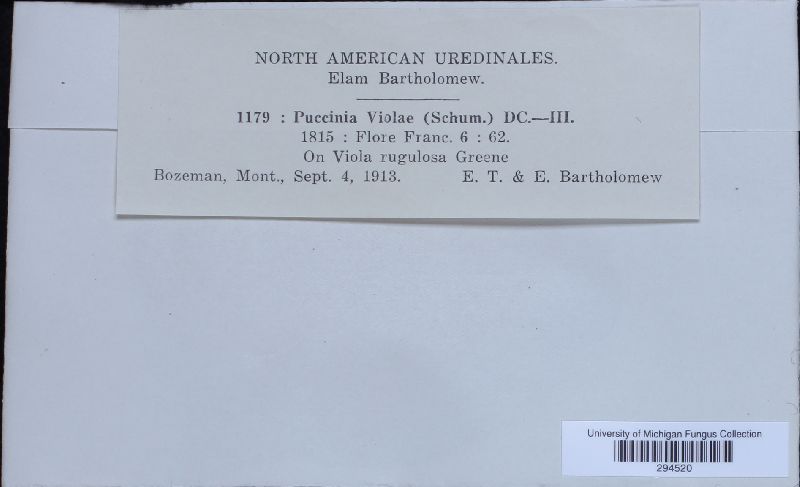 NORTH AMERICAN UREDINALES.
Elam Bartholomew.
1179 : Puccinia Violae (Schum.) DC.—III.
1815 : Flore Franc. 6 : 62.
On Viola rugulosa Greene
Bozeman, Mont., Sept. 4, 1913. E. T. & E. Bartholomew
University of Michigan Fungus Collection
294520